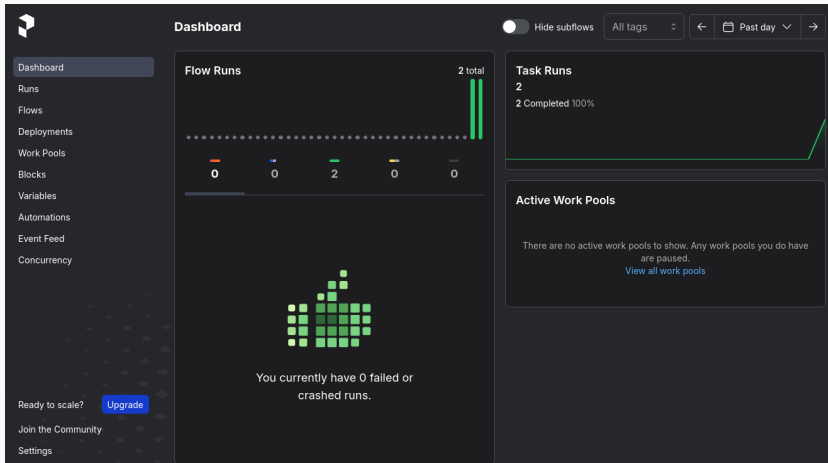 Dashboard
Hide subflows
All tags
Past day
Dashboard
Runs
Flows
Deployments
Work Pools
Blocks
Variables
Automations
Event Feed
Concurrency
Ready to scale? Upgrade
Join the Community
Settings
Flow Runs
2 total
0 0 2 0 0
You currently have 0 failed or
crashed runs.
Task Runs
2
2 Completed 100%
Active Work Pools
There are no active work pools to show. Any work pools you do have
are paused.
View all work pools